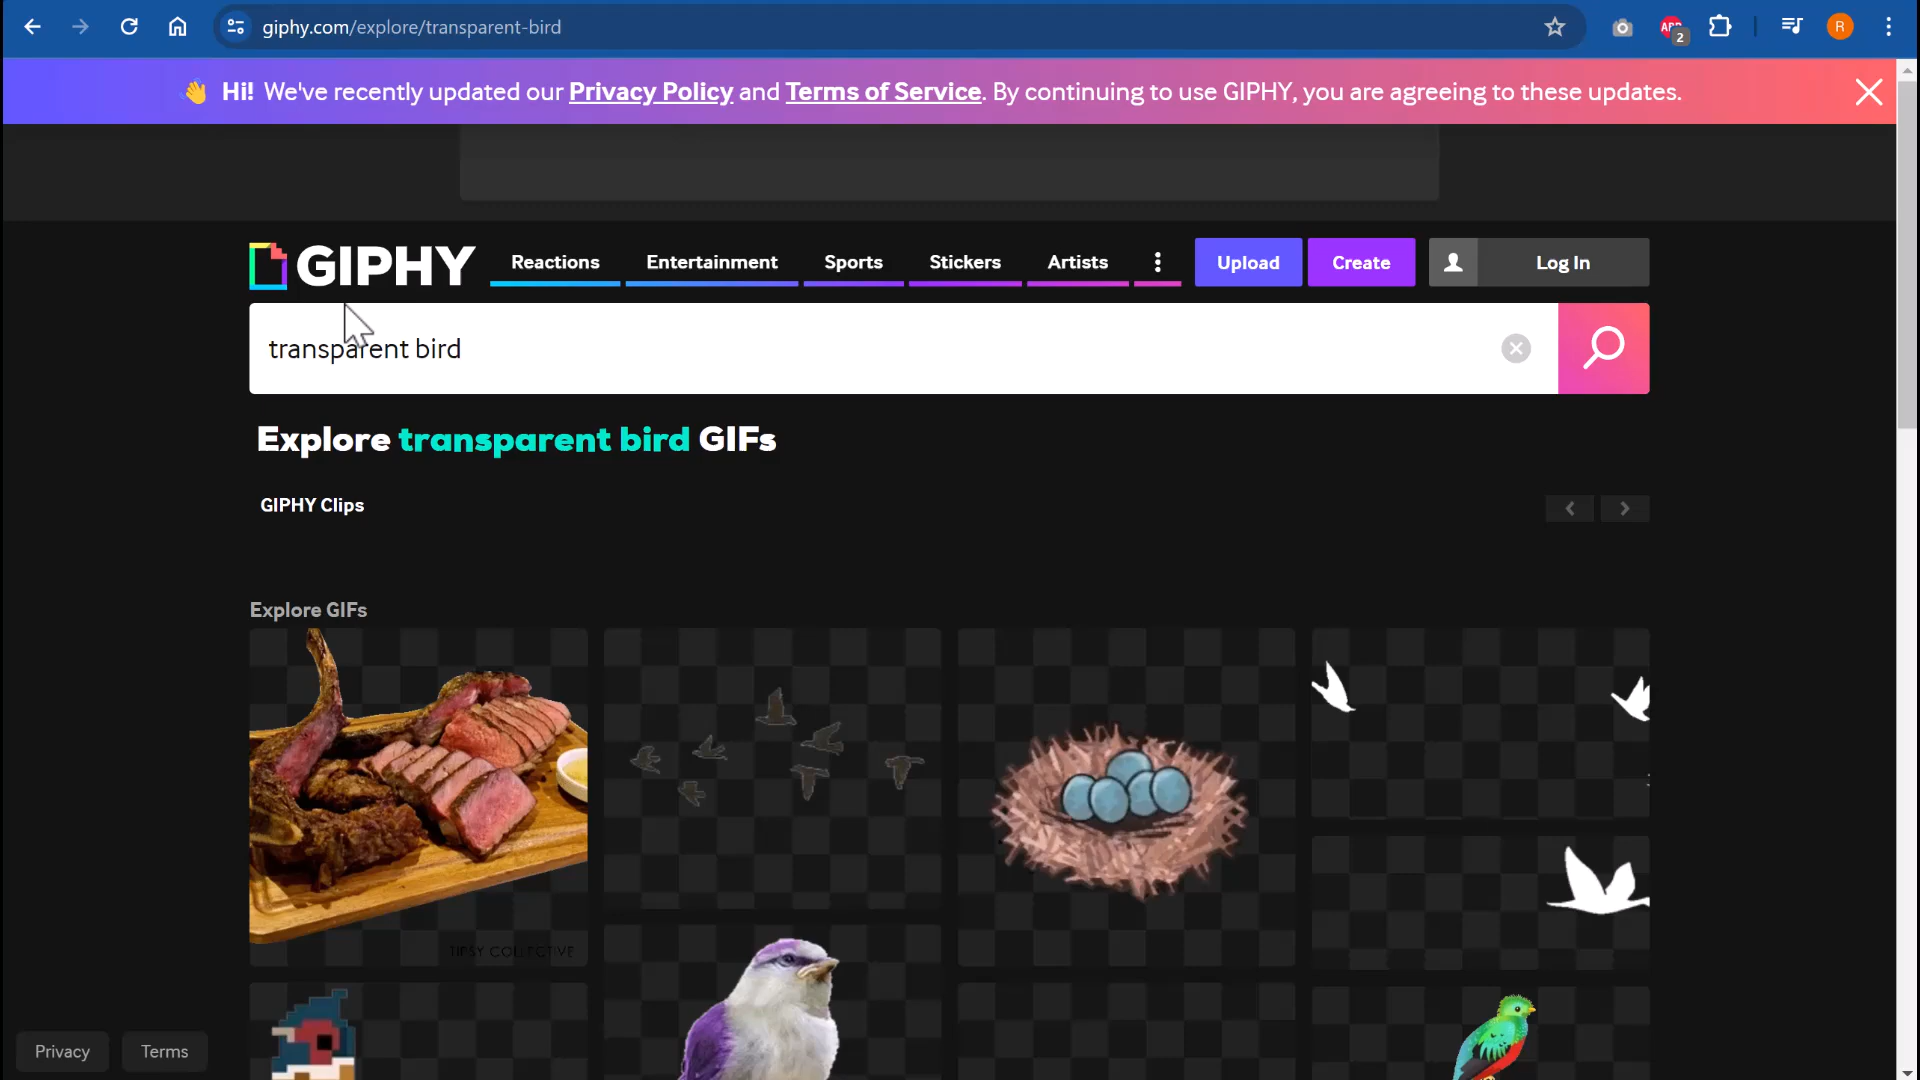 giphy.com/explore/transparent-bird
ABP
2
R
👋 Hi! We've recently updated our Privacy Policy and Terms of Service. By continuing to use GIPHY, you are agreeing to these updates.
GIPHY
Reactions
Entertainment
Sports
Stickers
Artists
Upload
Create
Log In
transparent bird
Explore transparent bird GIFs
GIPHY Clips
Explore GIFs
TIPSY COLLECTIVE
Privacy
Terms